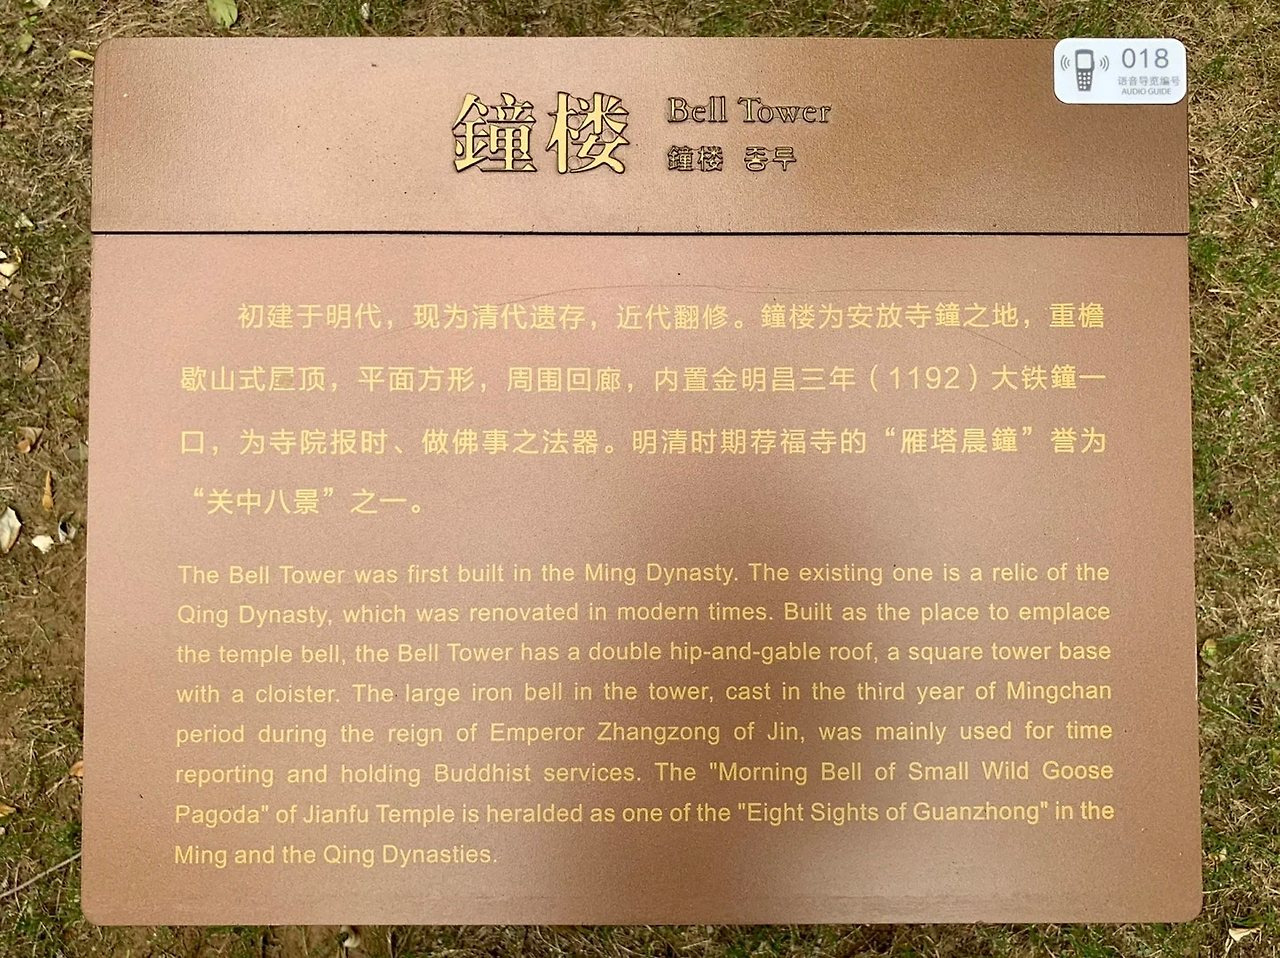 018
语音导览编号
AUDIO GUIDE
鐘楼 Bell Tower
鐘楼 종루
初建于明代，现为清代遗存，近代翻修。鐘楼为安放寺鐘之地，重檐
歇山式屋顶，平面方形，周围回廊，内置金明昌三年（1192）大铁鐘一
口，为寺院报时、做佛事之法器。明清时期荐福寺的“雁塔晨鐘”誉为
“关中八景”之一。
The Bell Tower was first built in the Ming Dynasty. The existing one is a relic of the
Qing Dynasty, which was renovated in modern times. Built as the place to emplace
the temple bell, the Bell Tower has a double hip-and-gable roof, a square tower base
with a cloister. The large iron bell in the tower, cast in the third year of Mingchan
period during the reign of Emperor Zhangzong of Jin, was mainly used for time
reporting and holding Buddhist services. The "Morning Bell of Small Wild Goose
Pagoda" of Jianfu Temple is heralded as one of the "Eight Sights of Guanzhong" in the
Ming and the Qing Dynasties.